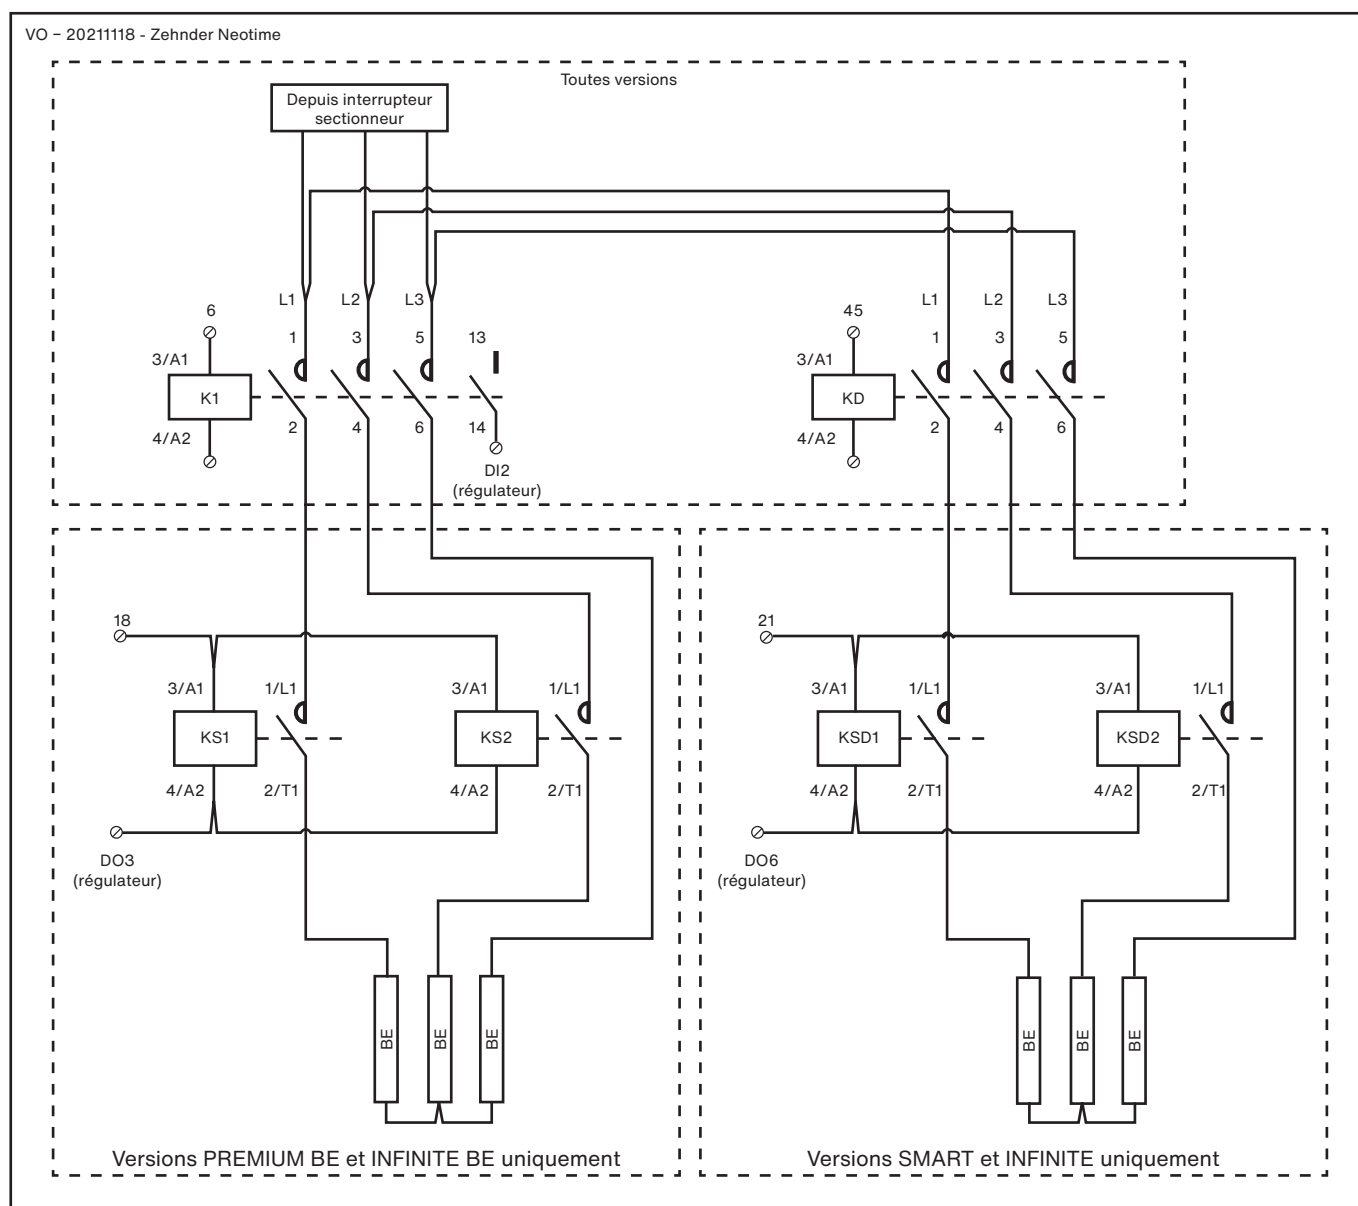 VO – 20211118 - Zehnder Neotime
Toutes versions
Depuis interrupteur
sectionneur
L1 L2 L3 L1 L2 L3
6 1 3 5 13 45 1 3 5
3/A1 3/A1
K1 KD
4/A2 2 4 6 14 4/A2 2 4 6
DI2
(régulateur)
18 21
3/A1 1/L1 3/A1 1/L1 3/A1 1/L1 3/A1 1/L1
KS1 KS2 KSD1 KSD2
4/A2 2/T1 4/A2 2/T1 4/A2 2/T1 4/A2 2/T1
DO3 DO6
(régulateur) (régulateur)
BE BE BE BE BE BE
Versions PREMIUM BE et INFINITE BE uniquement
Versions SMART et INFINITE uniquement